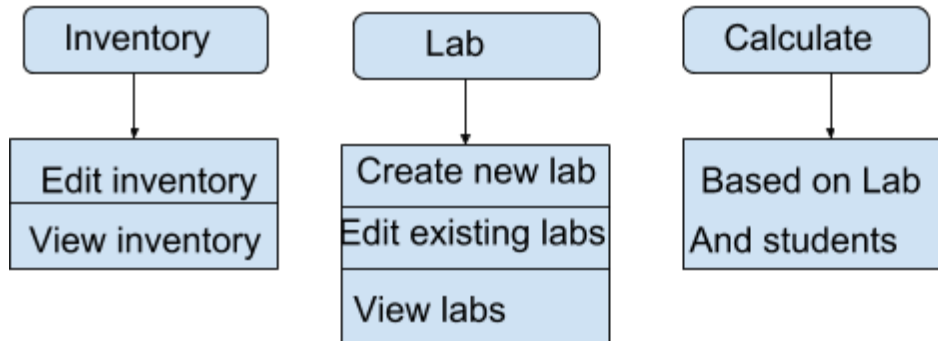 Inventory
Lab
Calculate
Edit inventory
View inventory
Create new lab
Edit existing labs
View labs
Based on Lab
And students